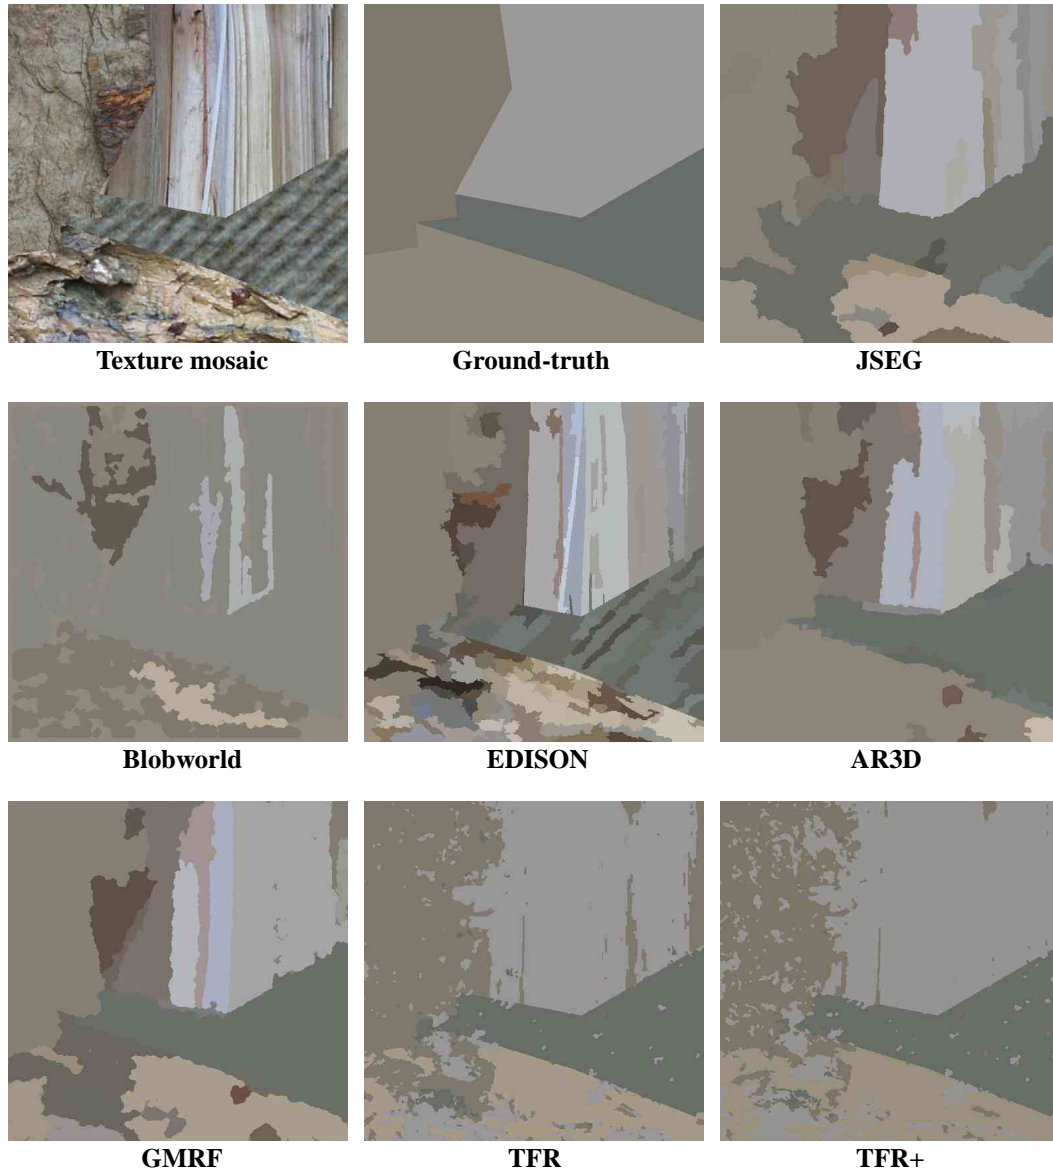 Texture mosaic
Ground-truth
JSEG
Blobworld
EDISON
AR3D
GMRF
TFR
TFR+